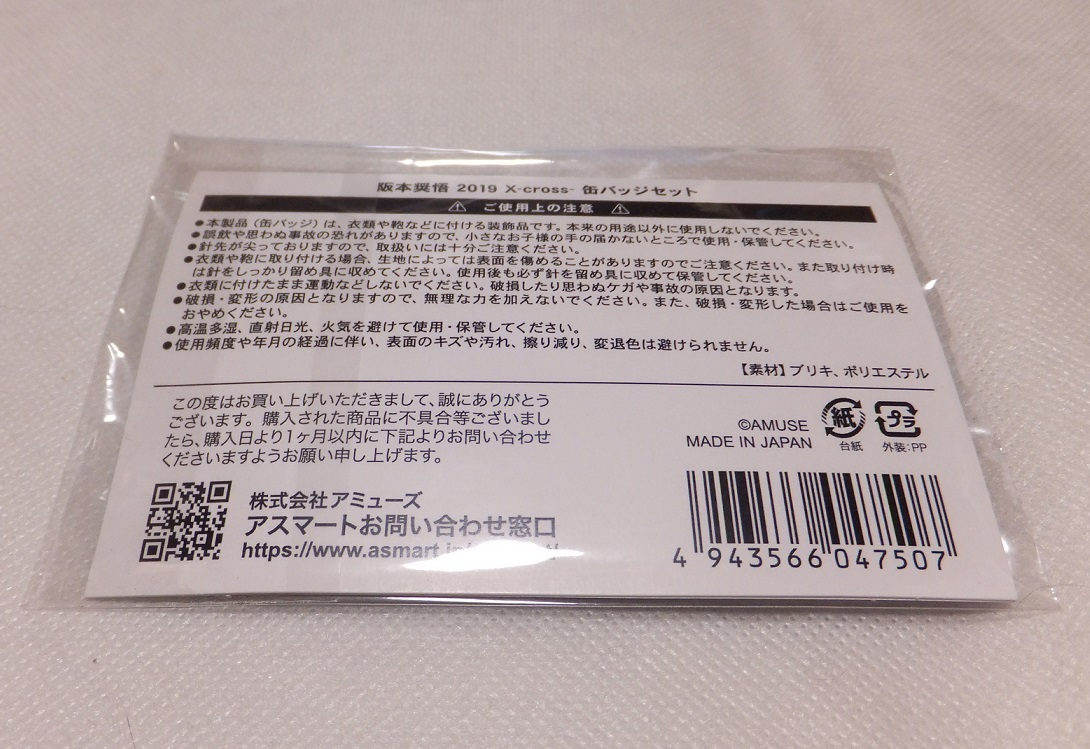 阪本奨悟 2019 X-cross- 缶バッジセット
⚠ ご使用上の注意 ⚠
●本製品（缶バッジ）は、衣類や鞄などに付ける装飾品です。本来の用途以外に使用しないでください。
●誤飲や思わぬ事故の恐れがありますので、小さなお子様の手の届かないところで使用・保管してください。
●針先が尖っておりますので、取扱いには十分ご注意ください。
●衣類や鞄に取り付ける場合、生地によっては表面を傷めることがありますのでご注意ください。また取り付け時
は針をしっかり留め具に収めてください。使用後も必ず針を留め具に収めて保管してください。
●衣類に付けたまま運動などしないでください。破損したり思わぬケガや事故の原因となります。
●破損・変形の原因となりますので、無理な力を加えないでください。また、破損・変形した場合はご使用を
おやめください。
●高温多湿、直射日光、火気を避けて使用・保管してください。
●使用頻度や年月の経過に伴い、表面のキズや汚れ、擦り減り、変退色は避けられません。
【素材】ブリキ、ポリエステル
この度はお買い上げいただきまして、誠にありがとう
ございます。購入された商品に不具合等ございまし
たら、購入日より1ヶ月以内に下記よりお問い合わせ
くださいますようお願い申し上げます。
©AMUSE
MADE IN JAPAN
紙
台紙
プラ
外装:PP
株式会社アミューズ
アスマートお問い合わせ窓口
https://www.asmart.jp/
4 943566 047507